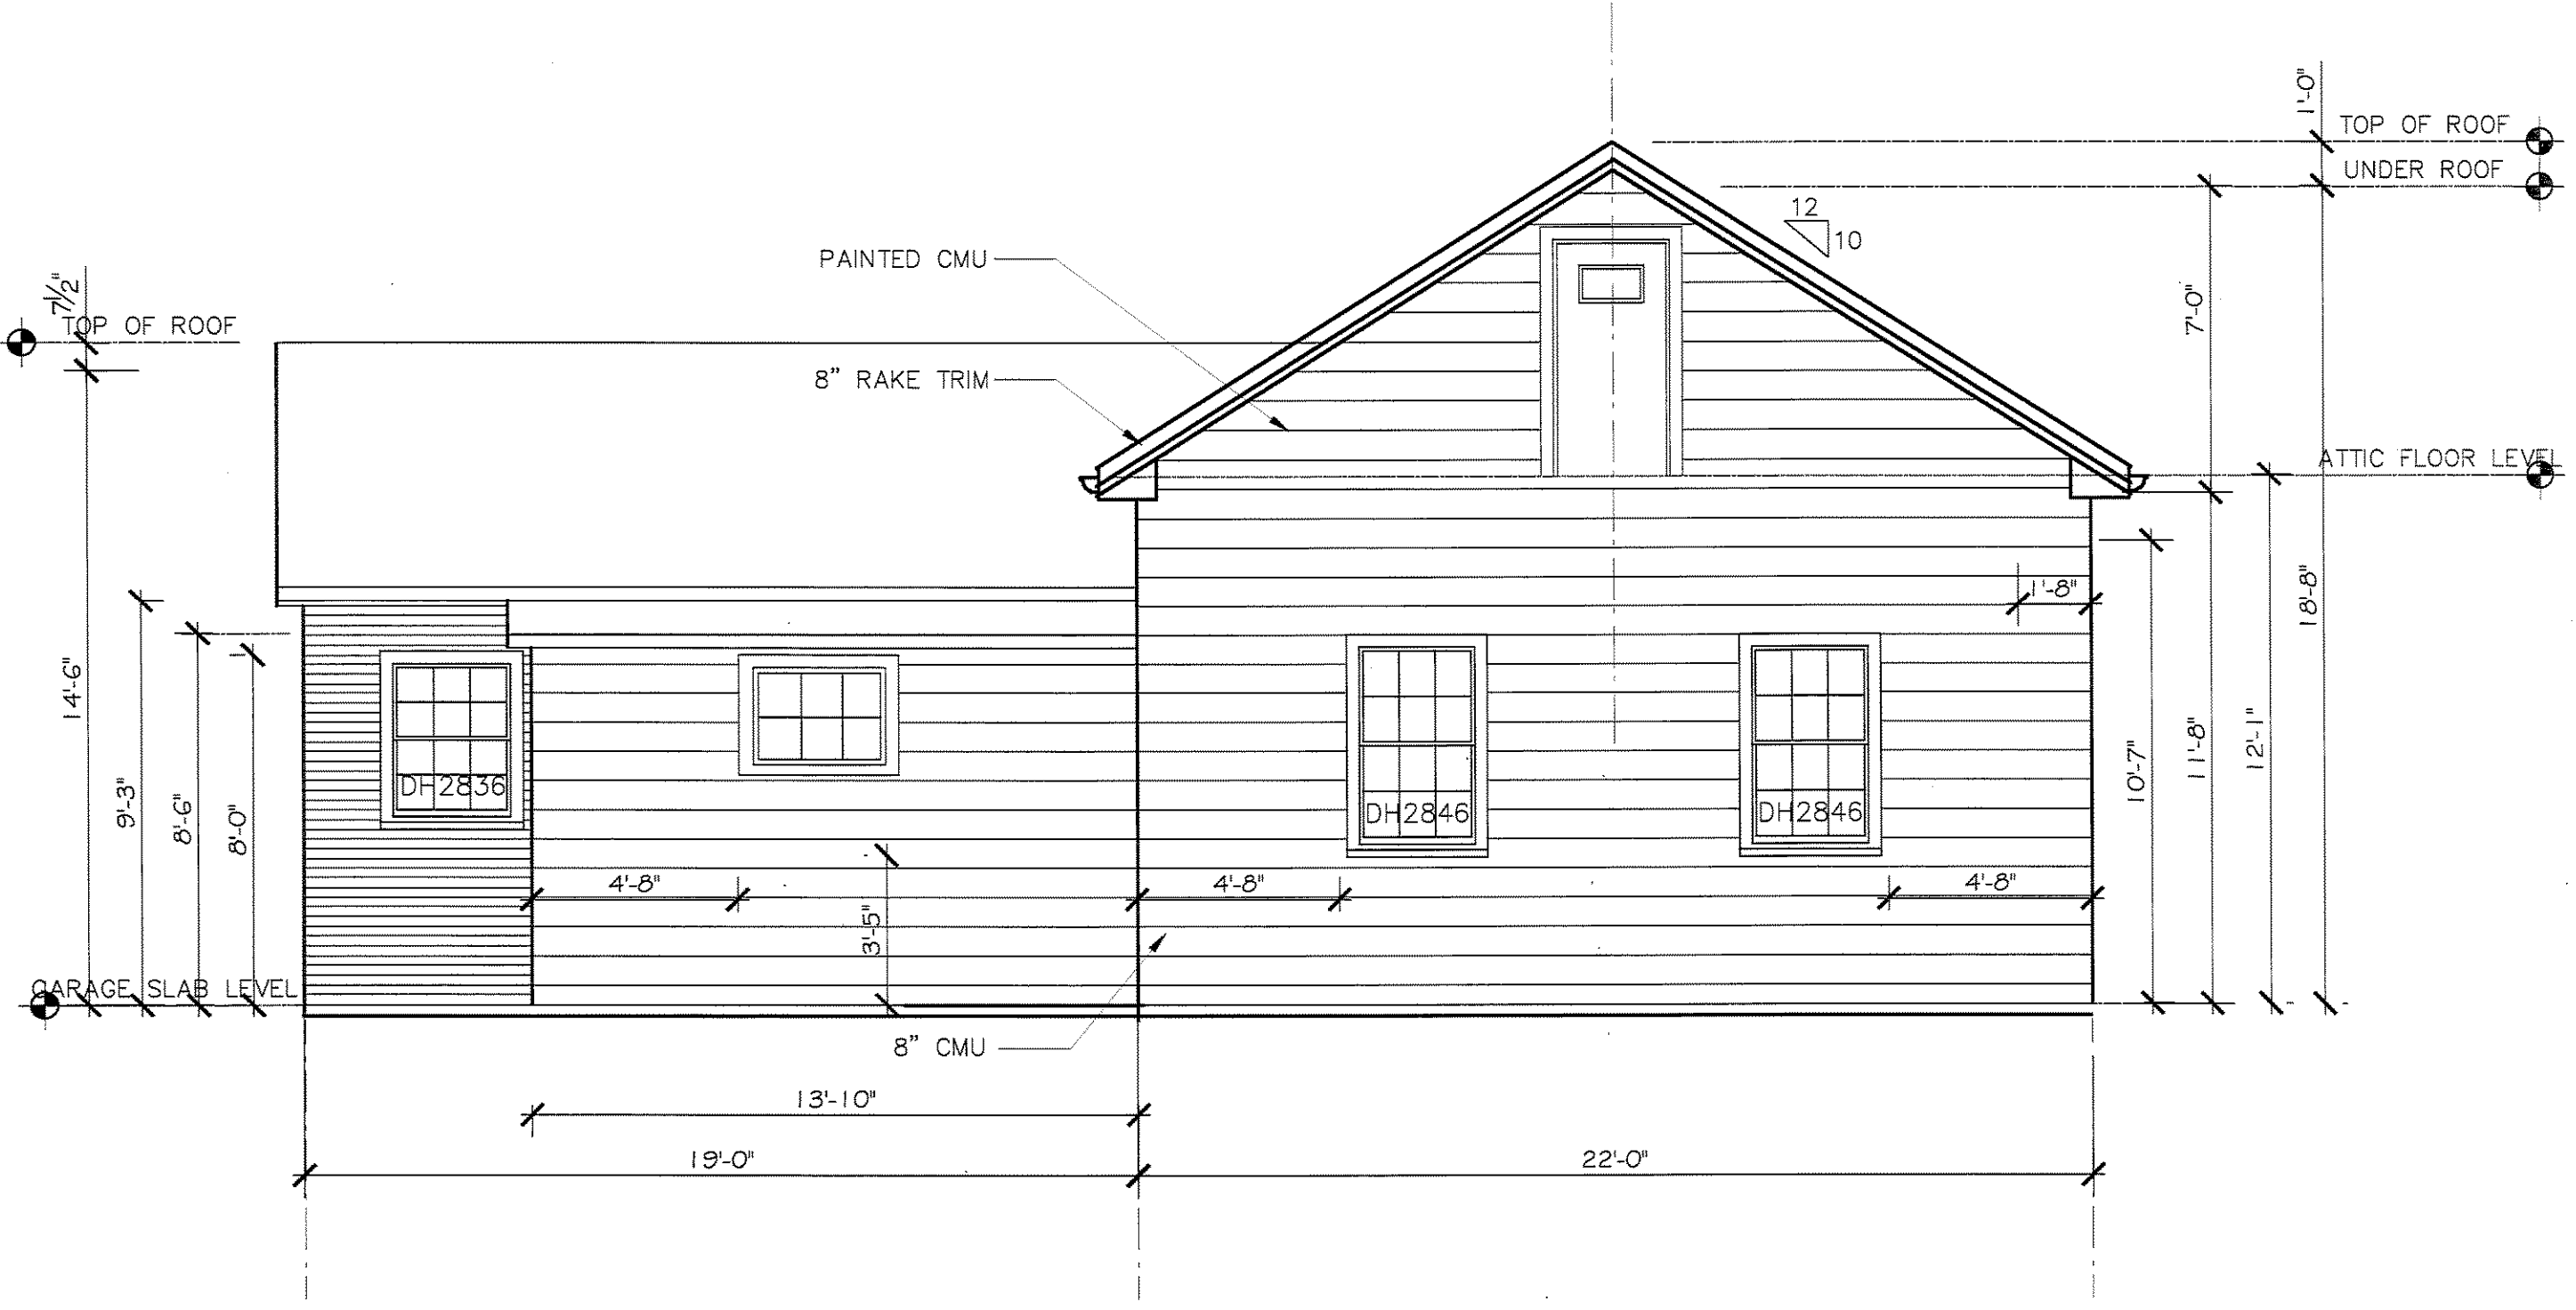 1'-0"
TOP OF ROOF
UNDER ROOF
12
10
PAINTED CMU
7 1/2"
TOP OF ROOF
7'-0"
8" RAKE TRIM
ATTIC FLOOR LEVEL
1'-8"
18'-8"
14'-6"
9'-3"
8'-6"
8'-0"
DH2836
DH2846
DH2846
10'-7"
11'-8"
12'-1"
4'-8"
4'-8"
4'-8"
3'-5"
GARAGE SLAB LEVEL
8" CMU
13'-10"
19'-0"
22'-0"